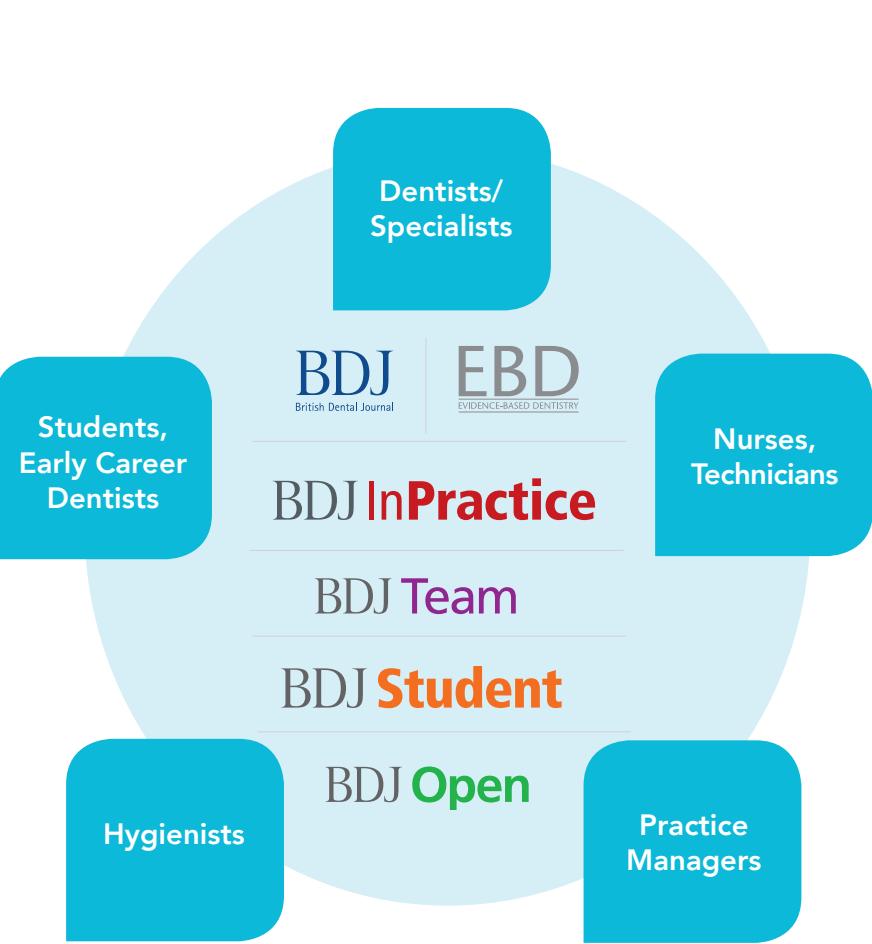 Dentists/
Specialists
BDJ
British Dental Journal
EBD
EVIDENCE-BASED DENTISTRY
Students,
Early Career
Dentists
Nurses,
Technicians
BDJ InPractice
BDJ Team
BDJ Student
BDJ Open
Hygienists
Practice
Managers